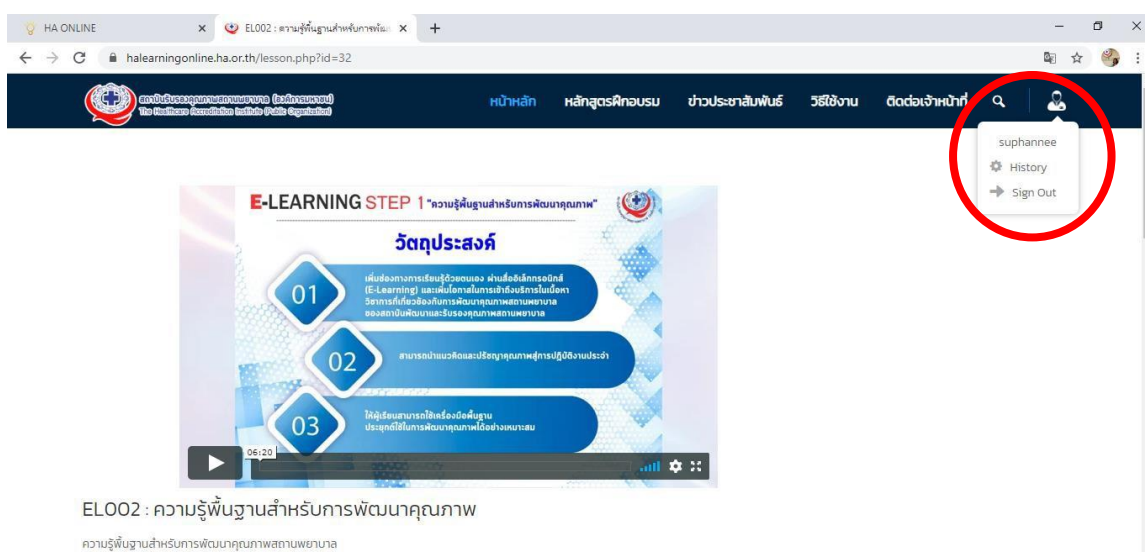 HA ONLINE
EL002 : ความรู้พื้นฐานสำหรับการพัฒ
halearningonline.ha.or.th/lesson.php?id=32
สถาบันรับรองคุณภาพสถานพยาบาล (องค์การมหาชน)
The Healthcare Accreditation Institute (Public Organization)
หน้าหลัก หลักสูตรฝึกอบรม ข่าวประชาสัมพันธ์ วิธีใช้งาน ติดต่อเจ้าหน้าที่
suphannee
History
Sign Out
E-LEARNING STEP 1 "ความรู้พื้นฐานสำหรับการพัฒนาคุณภาพ"
วัตถุประสงค์
01
เพิ่มช่องทางการเรียนรู้ด้วยตนเอง ผ่านสื่ออิเล็กทรอนิกส์
(E-Learning) และเพิ่มโอกาสในการเข้าถึงบริการในเนื้อหา
วิชาการที่เกี่ยวข้องกับการพัฒนาคุณภาพสถานพยาบาล
ของสถาบันพัฒนาและรับรองคุณภาพสถานพยาบาล
02
สามารถนำแนวคิดและปรัชญาคุณภาพสู่การปฏิบัติงานประจำ
03
ให้ผู้เรียนสามารถใช้เครื่องมือพื้นฐาน
ประยุกต์ใช้ในการพัฒนาคุณภาพได้อย่างเหมาะสม
06:20
EL002 : ความรู้พื้นฐานสำหรับการพัฒนาคุณภาพ
ความรู้พื้นฐานสำหรับการพัฒนาคุณภาพสถานพยาบาล